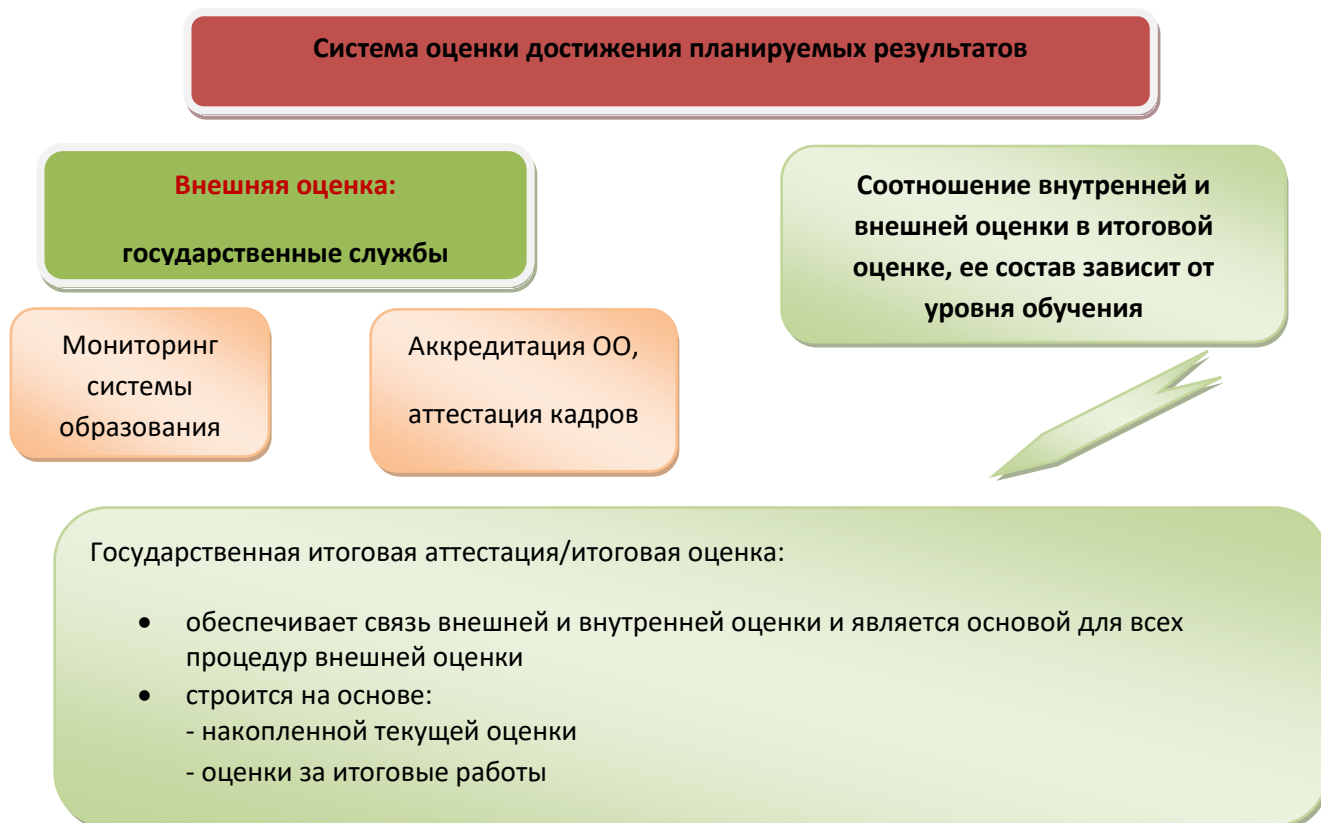 Система оценки достижения планируемых результатов
Внешняя оценка:
государственные службы
Соотношение внутренней и
внешней оценки в итоговой
оценке, ее состав зависит от
уровня обучения
Мониторинг
системы
образования
Аккредитация ОО,
аттестация кадров
Государственная итоговая аттестация/итоговая оценка:
• обеспечивает связь внешней и внутренней оценки и является основой для всех
процедур внешней оценки
• строится на основе:
- накопленной текущей оценки
- оценки за итоговые работы